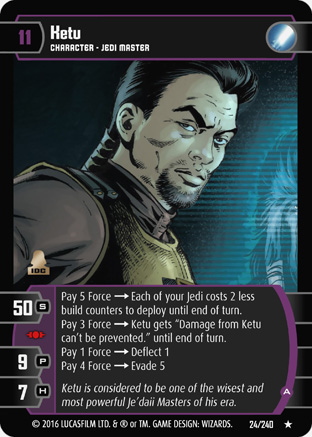 11
Ketu
CHARACTER - JEDI MASTER
IDC
50 S
Pay 5 Force → Each of your Jedi costs 2 less
build counters to deploy until end of turn.
Pay 3 Force → Ketu gets "Damage from Ketu
can't be prevented." until end of turn.
9 P
Pay 1 Force → Deflect 1
Pay 4 Force → Evade 5
7 H
Ketu is considered to be one of the wisest and
most powerful Je'daii Masters of his era.
A
© 2016 LUCASFILM LTD. & ® or TM. GAME DESIGN: WIZARDS. 24/240 ★